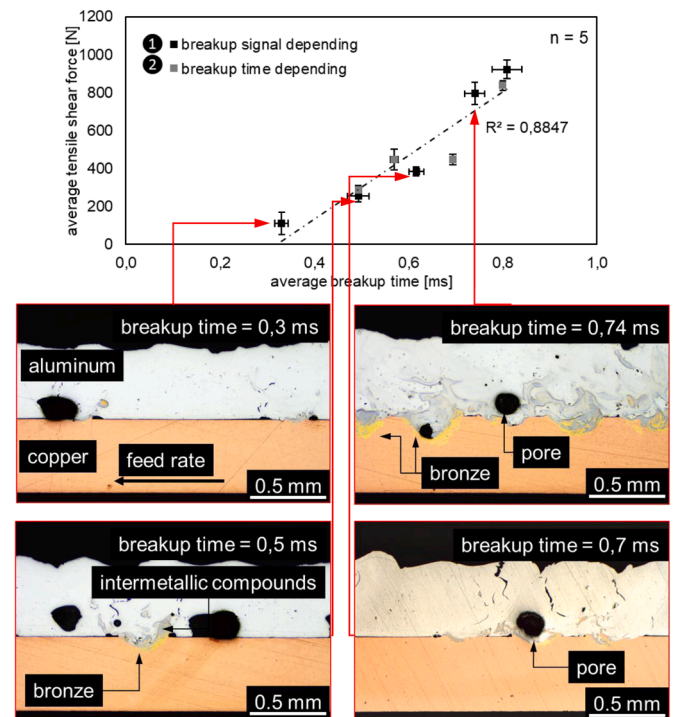 1200
1000
800
600
400
200
0
average tensile shear force [N]
1 breakup signal depending
2 breakup time depending
n = 5
R² = 0,8847
0,0 0,2 0,4 0,6 0,8 1,0
average breakup time [ms]
breakup time = 0,3 ms
aluminum
copper
feed rate
0.5 mm
breakup time = 0,74 ms
bronze
pore
0.5 mm
breakup time = 0,5 ms
intermetallic compounds
bronze
0.5 mm
breakup time = 0,7 ms
pore
0.5 mm